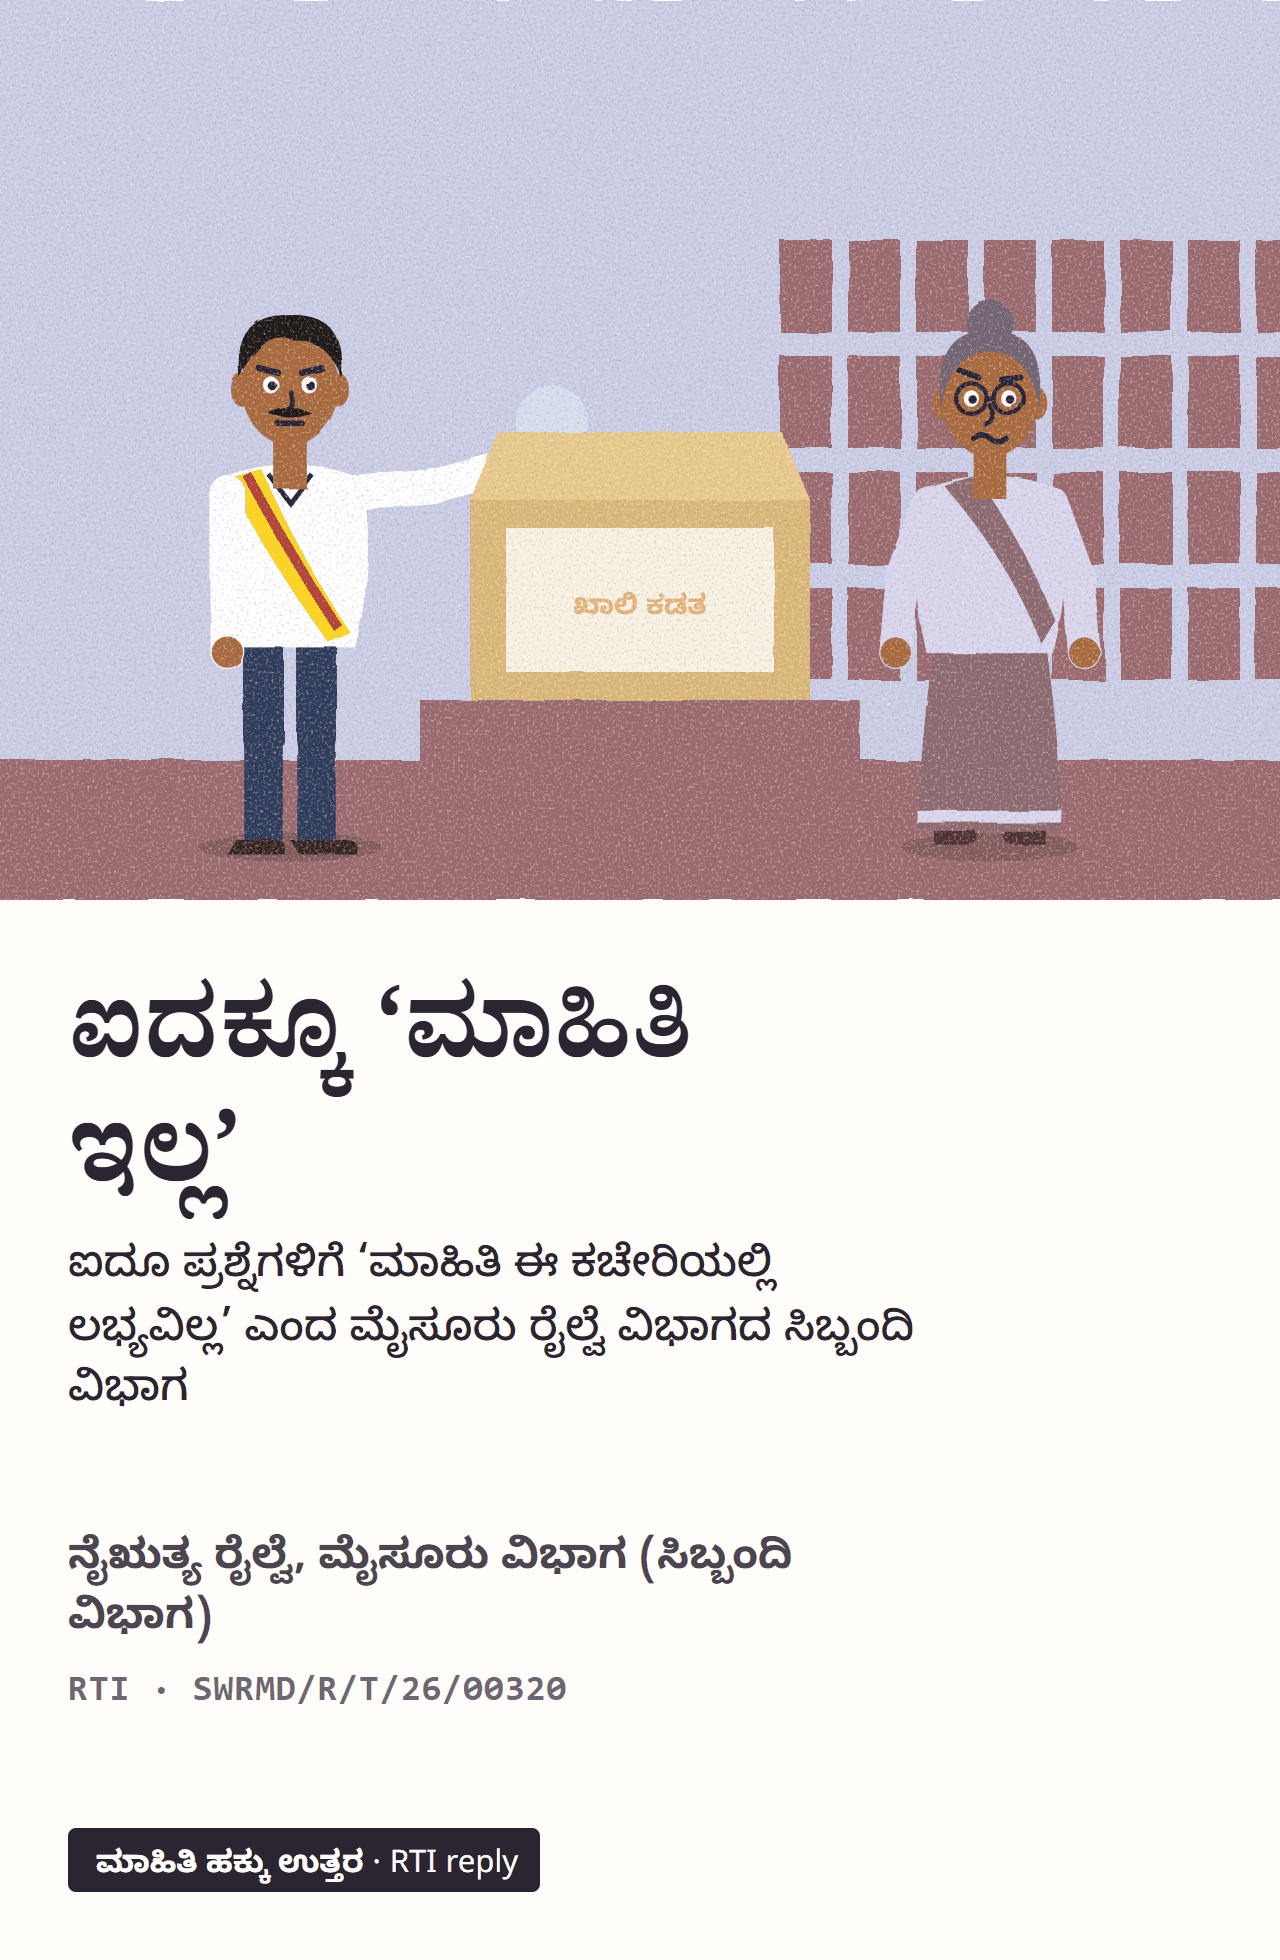 ಖಾಲಿ ಕಡತ
ಐದಕ್ಕೂ ‘ಮಾಹಿತಿ
ಇಲ್ಲ’
ಐದೂ ಪ್ರಶ್ನೆಗಳಿಗೆ ‘ಮಾಹಿತಿ ಈ ಕಚೇರಿಯಲ್ಲಿ
ಲಭ್ಯವಿಲ್ಲ’ ಎಂದ ಮೈಸೂರು ರೈಲ್ವೆ ವಿಭಾಗದ ಸಿಬ್ಬಂದಿ
ವಿಭಾಗ
ನೈಋತ್ಯ ರೈಲ್ವೆ, ಮೈಸೂರು ವಿಭಾಗ (ಸಿಬ್ಬಂದಿ
ವಿಭಾಗ)
RTI · SWRMD/R/T/26/00320
ಮಾಹಿತಿ ಹಕ್ಕು ಉತ್ತರ · RTI reply